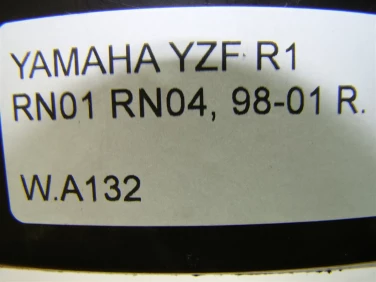 YAMAHA YZF R1
RN01 RN04, 98-01 R.
W.A132